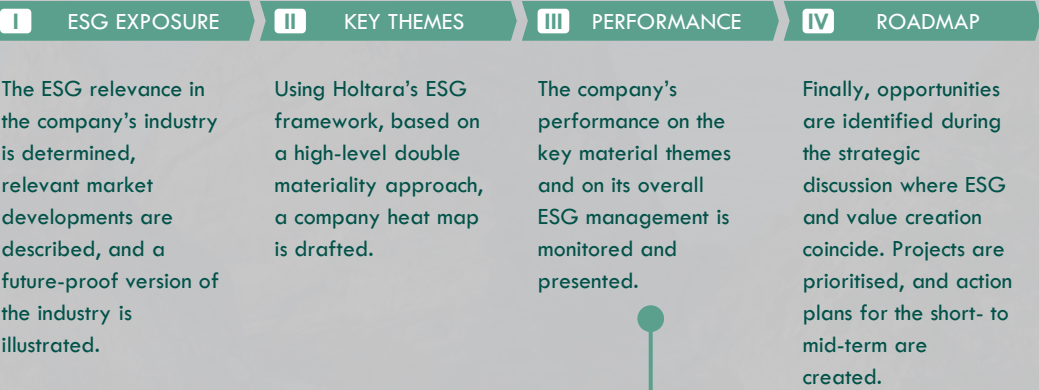 I ESG EXPOSURE
The ESG relevance in
the company's industry
is determined,
relevant market
developments are
described, and a
future-proof version of
the industry is
illustrated.
II KEY THEMES
Using Holtara's ESG
framework, based on
a high-level double
materiality approach,
a company heat map
is drafted.
III PERFORMANCE
The company's
performance on the
key material themes
and on its overall
ESG management is
monitored and
presented.
IV ROADMAP
Finally, opportunities
are identified during
the strategic
discussion where ESG
and value creation
coincide. Projects are
prioritised, and action
plans for the short- to
mid-term are
created.